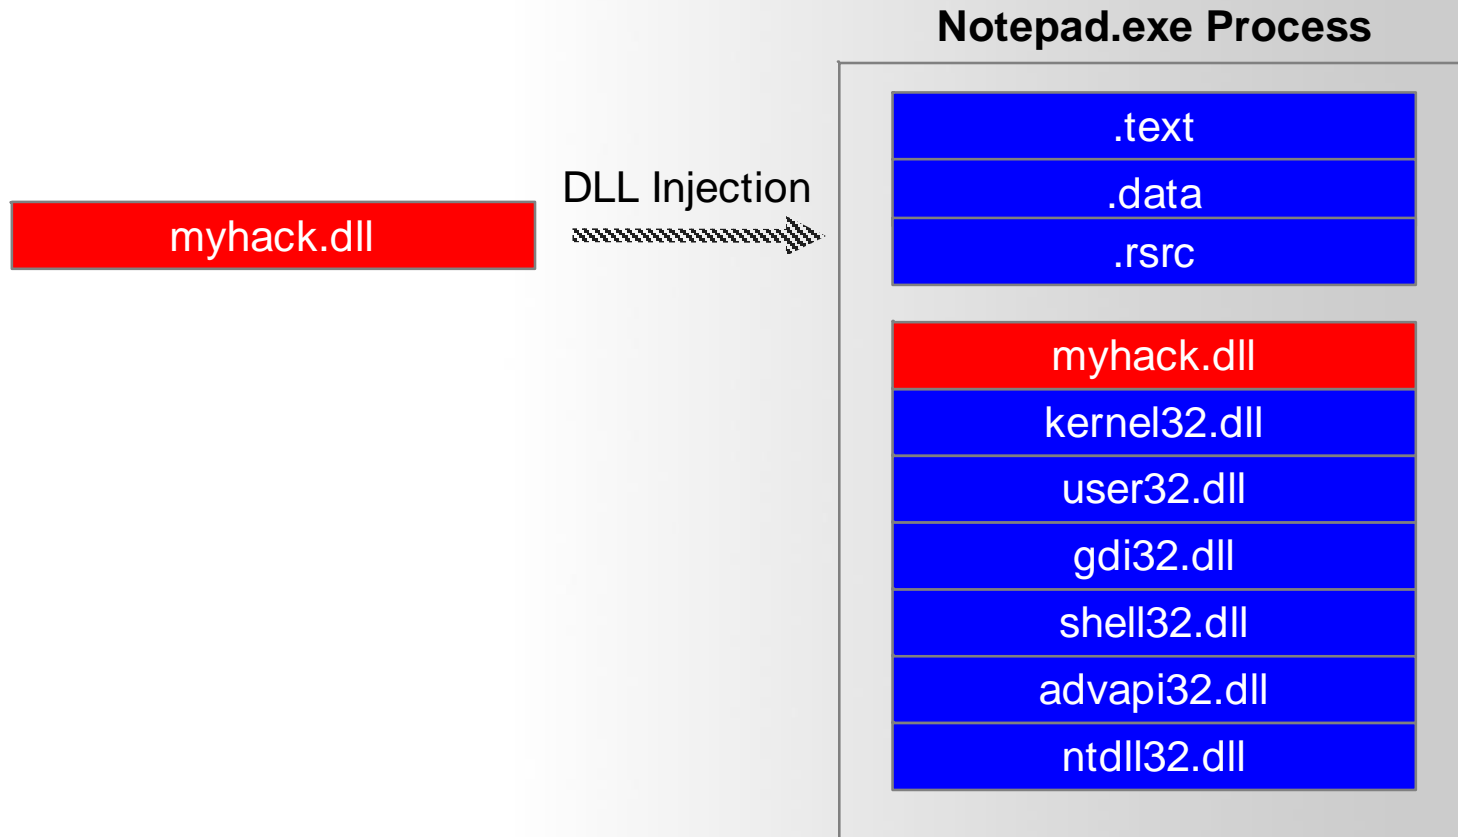 Notepad.exe Process
.text
DLL Injection
.data
myhack.dll
.rsrc
myhack.dll
kernel32.dll
user32.dll
gdi32.dll
shell32.dll
advapi32.dll
ntdll32.dll